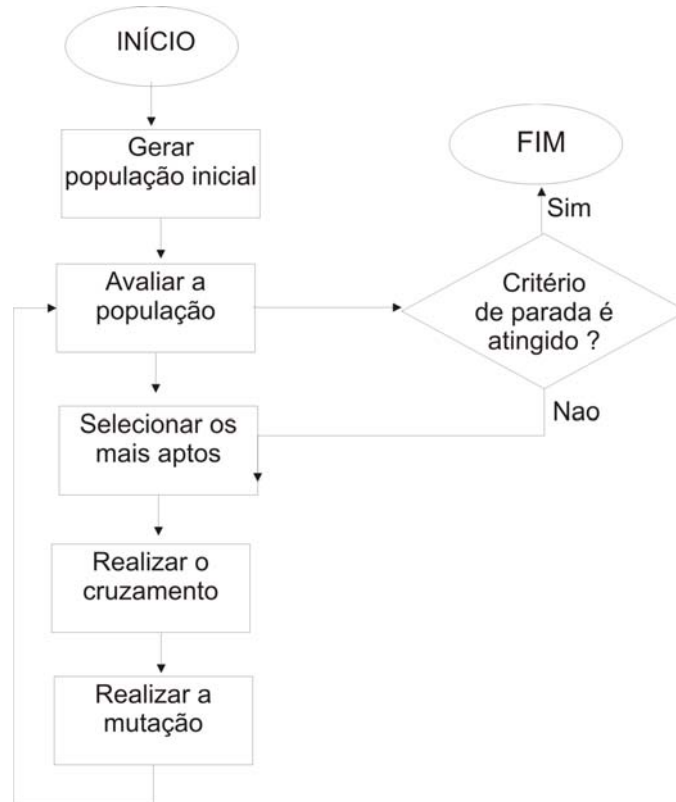 INÍCIO
Gerar
população inicial
Avaliar a
população
Selecionar os
mais aptos
Realizar o
cruzamento
Realizar a
mutação
FIM
Sim
Critério
de parada é
atingido ?
Nao